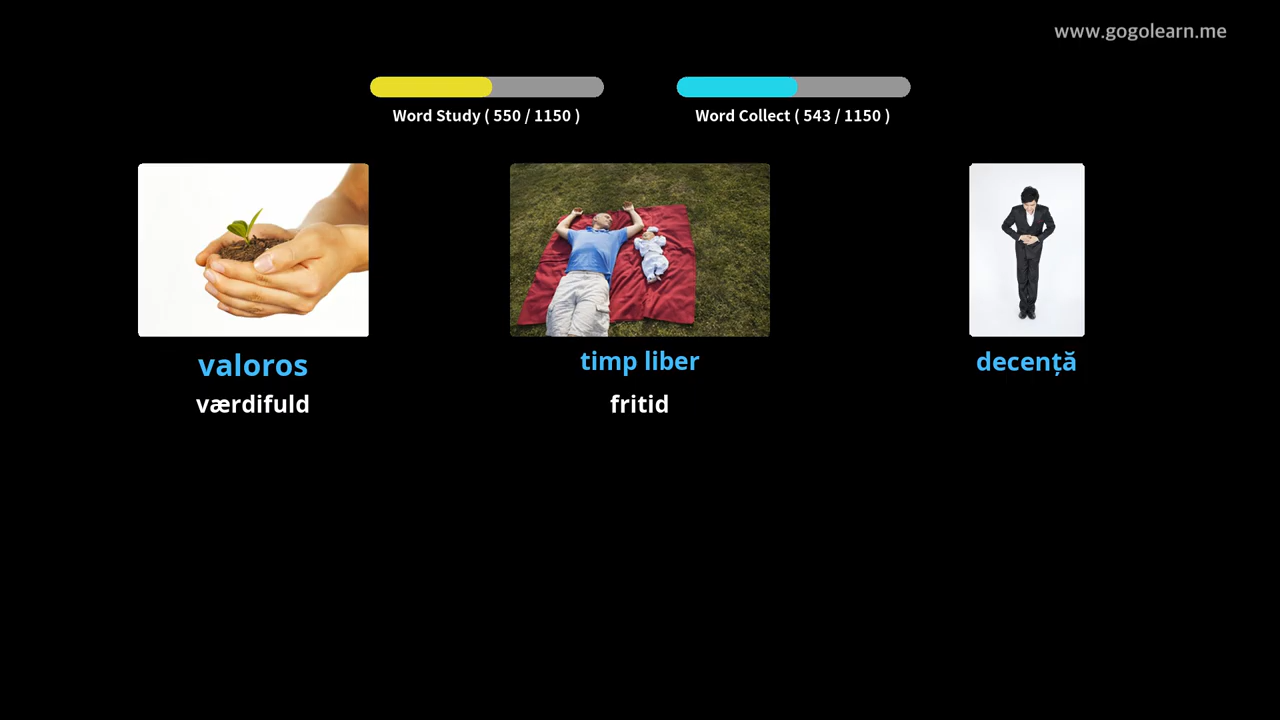 www.gogolearn.me
Word Study ( 550 / 1150 )
Word Collect ( 543 / 1150 )
valoros
værdifuld
timp liber
fritid
decență